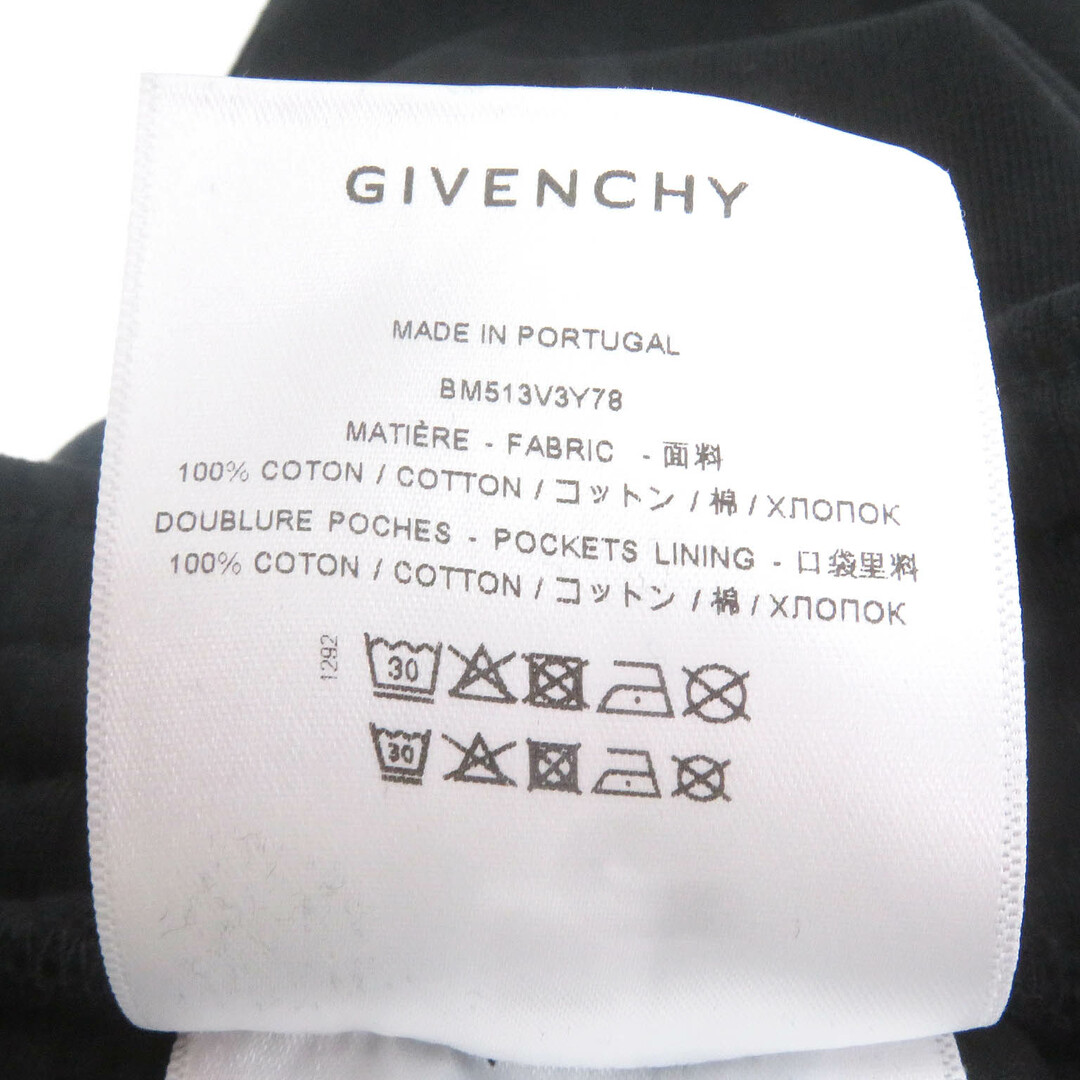 GIVENCHY
MADE IN PORTUGAL
BM513V3Y78
MATIÈRE - FABRIC - 面料
100% COTON / COTTON / コットン / 棉 / ХЛОПОК
DOUBLURE POCHES - POCKETS LINING - 口袋里料
100% COTON / COTTON / コットン / 棉 / ХЛОПОК
1292
30
30